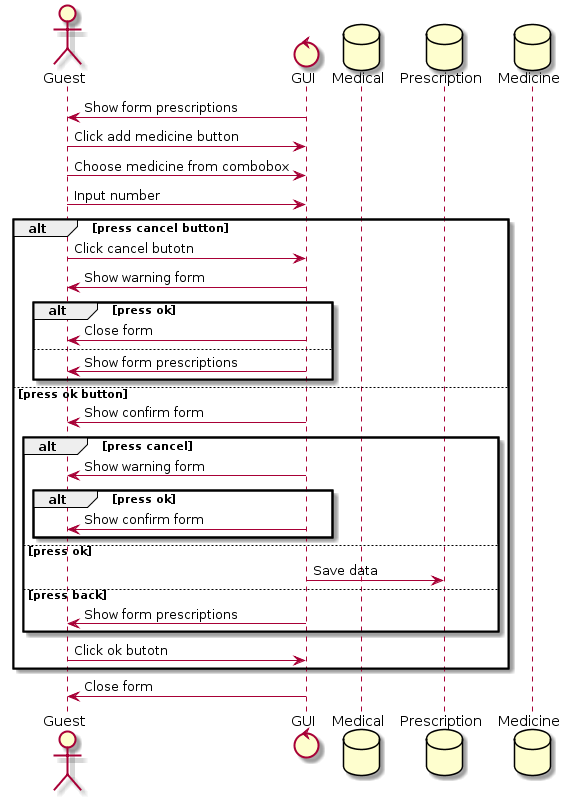 Guest GUI Medical Prescription Medicine
Show form prescriptions
Click add medicine button
Choose medicine from combobox
Input number
alt [press cancel button]
Click cancel butotn
Show warning form
alt [press ok]
Close form
Show form prescriptions
[press ok button]
Show confirm form
alt [press cancel]
Show warning form
alt [press ok]
Show confirm form
[press ok]
Save data
[press back]
Show form prescriptions
Click ok butotn
Close form
Guest GUI Medical Prescription Medicine